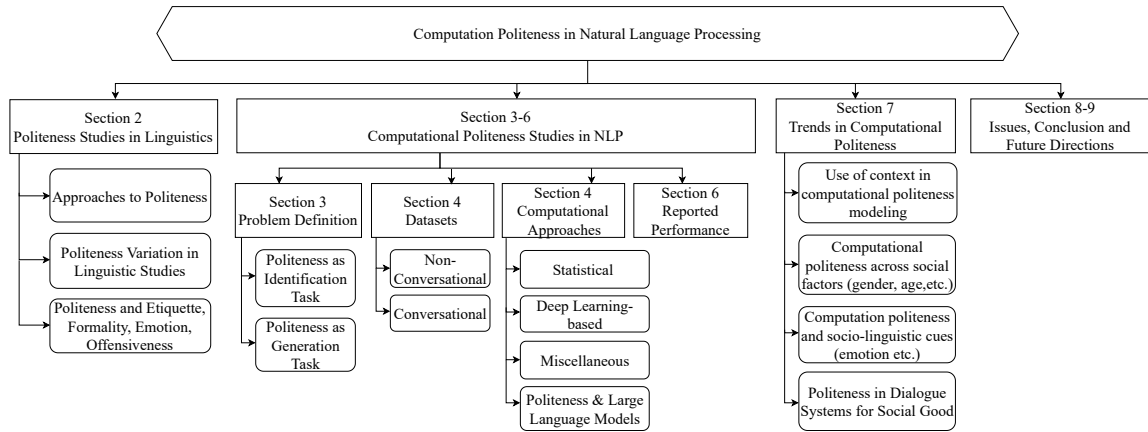 Computation Politeness in Natural Language Processing
Section 2
Politeness Studies in Linguistics
Section 3-6
Computational Politeness Studies in NLP
Section 7
Trends in Computational
Politeness
Section 8-9
Issues, Conclusion and
Future Directions
Approaches to Politeness
Politeness Variation in
Linguistic Studies
Politeness and Etiquette,
Formality, Emotion,
Offensiveness
Section 3
Problem Definition
Section 4
Datasets
Section 4
Computational
Approaches
Section 6
Reported
Performance
Politeness as
Identification
Task
Politeness as
Generation
Task
Non-
Conversational
Conversational
Statistical
Deep Learning-
based
Miscellaneous
Politeness & Large
Language Models
Use of context in
computational politeness
modeling
Computational
politeness across social
factors (gender, age,etc.)
Computation politeness
and socio-linguistic cues
(emotion etc.)
Politeness in Dialogue
Systems for Social Good